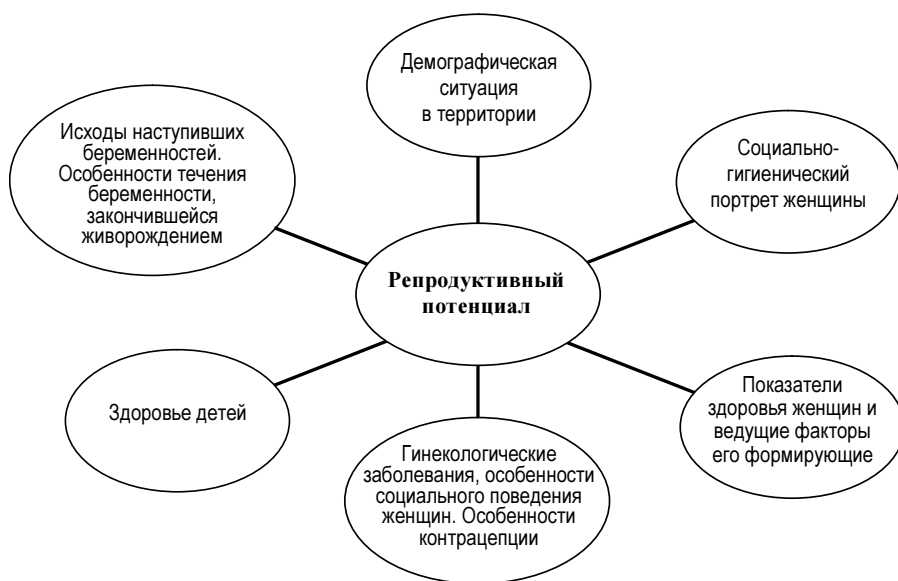 Демографическая
ситуация
в территории
Исходы наступивших
беременностей.
Особенности течения
беременности,
закончившейся
живорождением
Социально-
гигиенический
портрет женщины
Репродуктивный
потенциал
Здоровье детей
Гинекологические
заболевания, особенности
социального поведения
женщин. Особенности
контрацепции
Показатели
здоровья женщин и
ведущие факторы
его формирующие